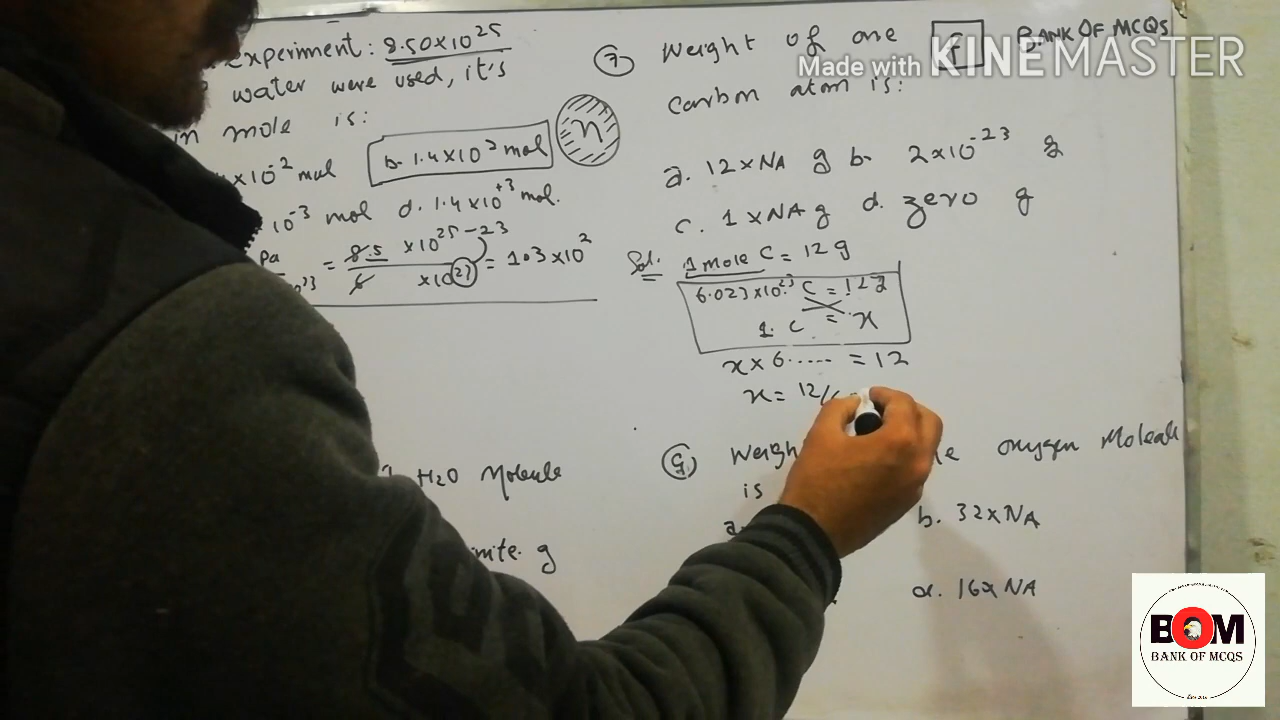 experiment: 8.50×10²⁵
water were used, it's
in mole is:
×10⁻² mol b. 1.4×10² mol
10⁻³ mol d. 1.4×10⁺³ mol.
Pa = 8.5 ×10²⁵⁻²³ = 1.3×10²
6 ×10²³
n
H₂O Molecule
g
7 Weight of one
carbon atom is:
a. 12×NA g b. 2×10⁻²³ g
c. 1×NA g d. zero g
Sol: 1 mole C = 12 g
6.023×10²³ C = 12 g
1. C = x
x×6..... = 12
x = 12/
9 Weigh oxygen Molecule
is
a.
b. 32×NA
d. 16×NA
BANK OF MCQS
Made with KINEMASTER
BOM
BANK OF MCQS